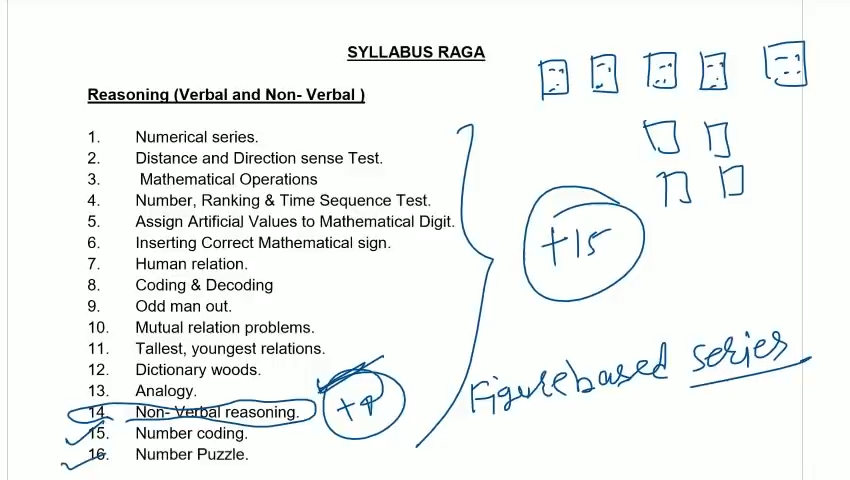 SYLLABUS RAGA
Reasoning (Verbal and Non- Verbal )
1. Numerical series.
2. Distance and Direction sense Test.
3. Mathematical Operations
4. Number, Ranking & Time Sequence Test.
5. Assign Artificial Values to Mathematical Digit.
6. Inserting Correct Mathematical sign.
7. Human relation.
8. Coding & Decoding
9. Odd man out.
10. Mutual relation problems.
11. Tallest, youngest relations.
12. Dictionary woods.
13. Analogy.
14. Non- Verbal reasoning.
15. Number coding.
16. Number Puzzle.
+15
Figurebased series